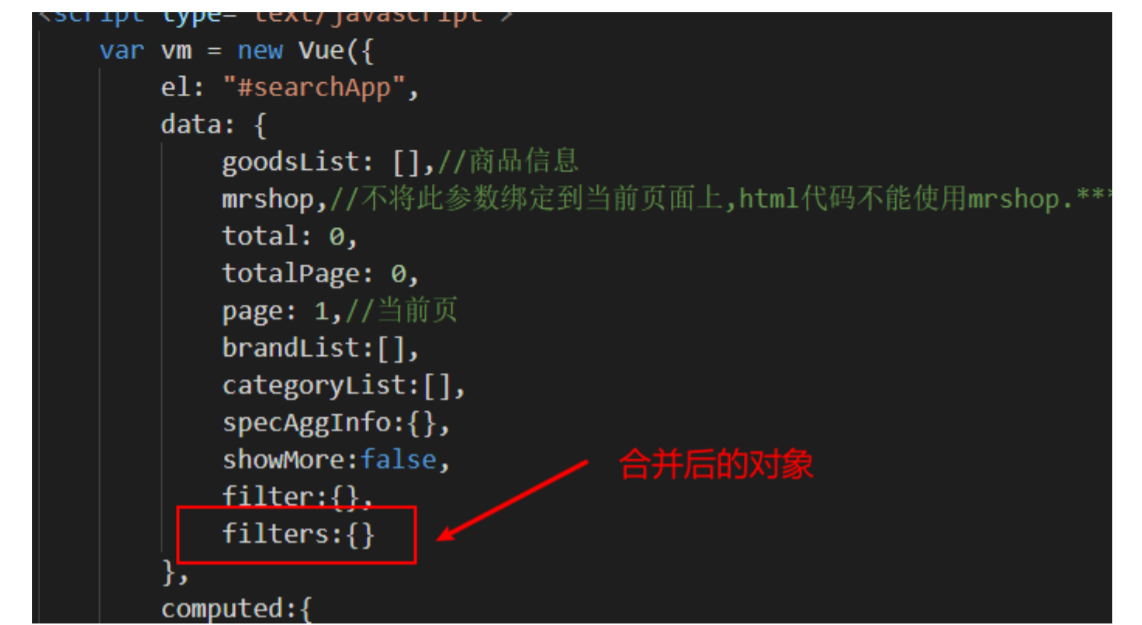 <script type="text/javascript">
var vm = new Vue({
el: "#searchApp",
data: {
goodsList: [],//商品信息
mrshop,//不将此参数绑定到当前页面上,html代码不能使用mrshop.***
total: 0,
totalPage: 0,
page: 1,//当前页
brandList:[],
categoryList:[],
specAggInfo:{},
showMore:false,
合并后的对象
filter:{},
filters:{}
},
computed:{